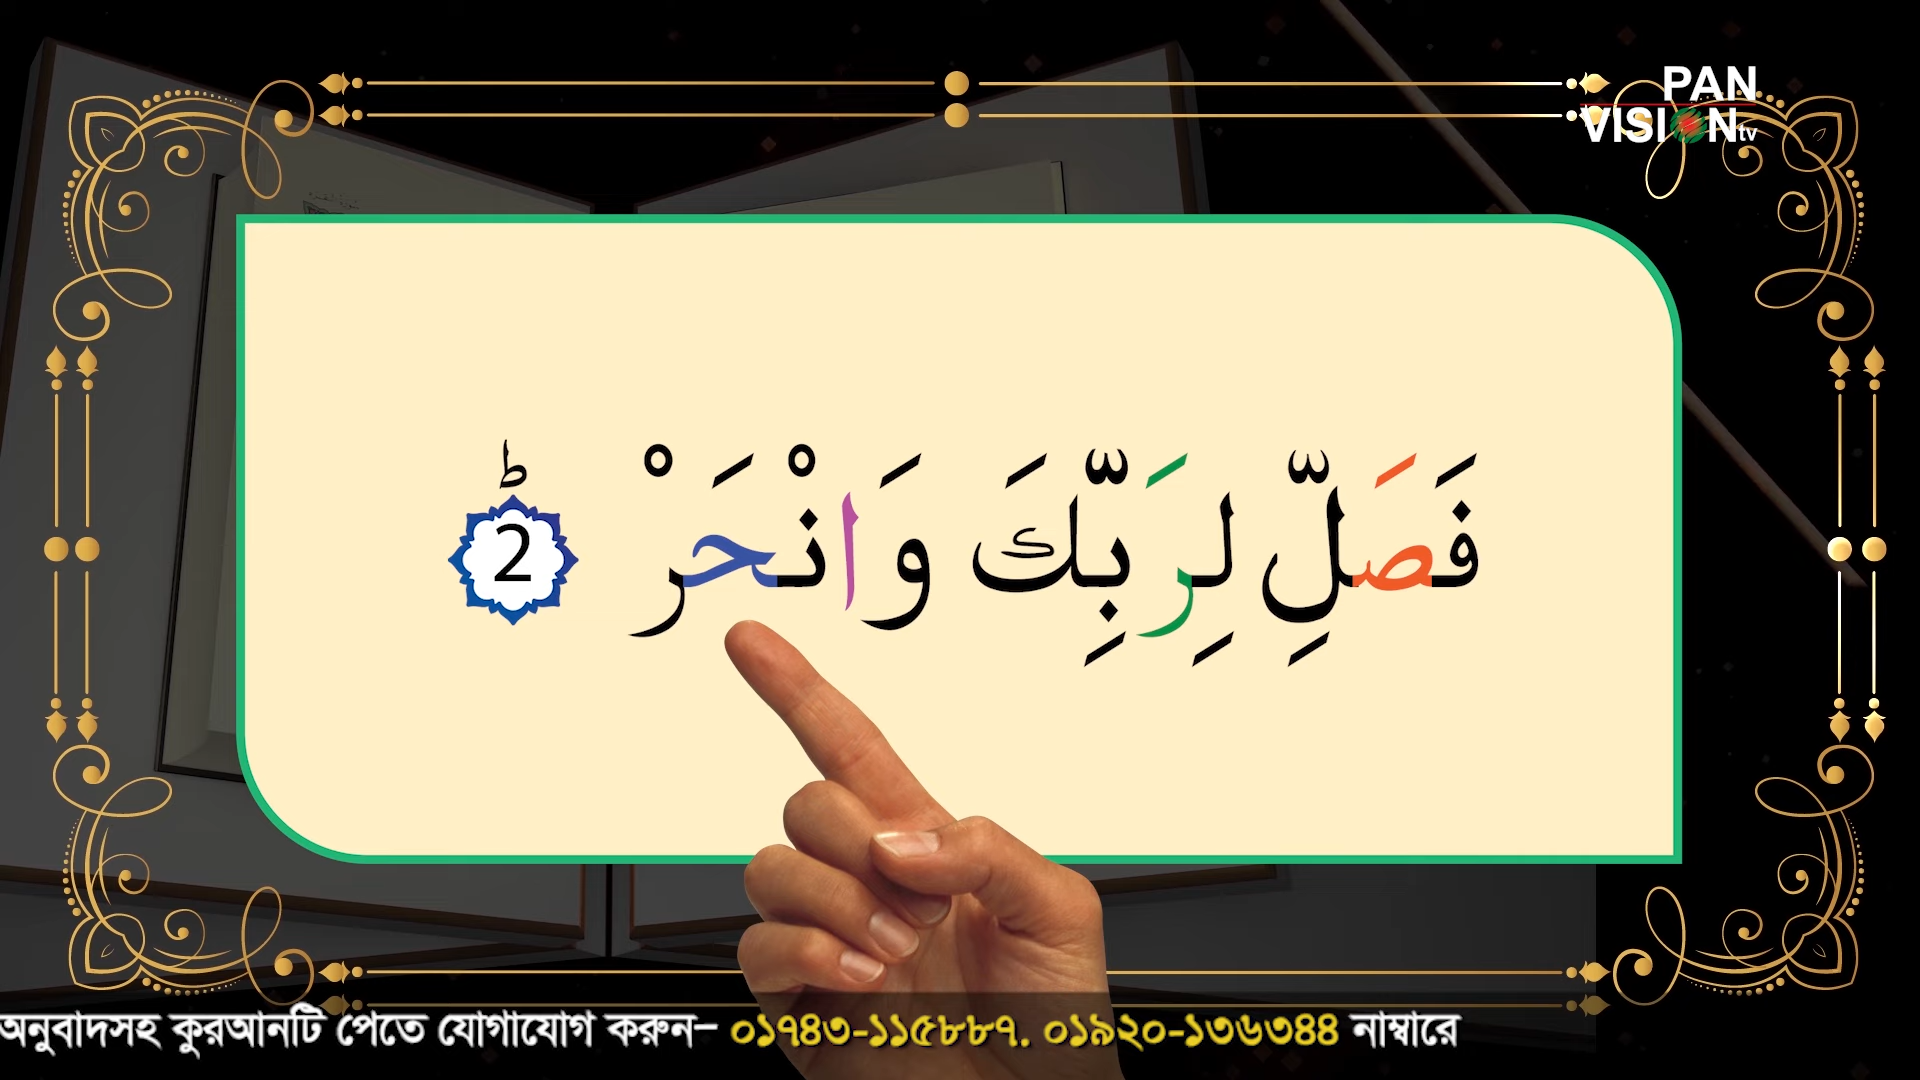 PAN
VISION tv
فَصَلِّ لِرَبِّكَ وَانْحَرْ ؕ 2
অনুবাদসহ কুরআনটি পেতে যোগাযোগ করুন– ০১৭৪৩-১১৫৮৮৭. ০১৯২০-১৩৬৩৪৪ নাম্বারে